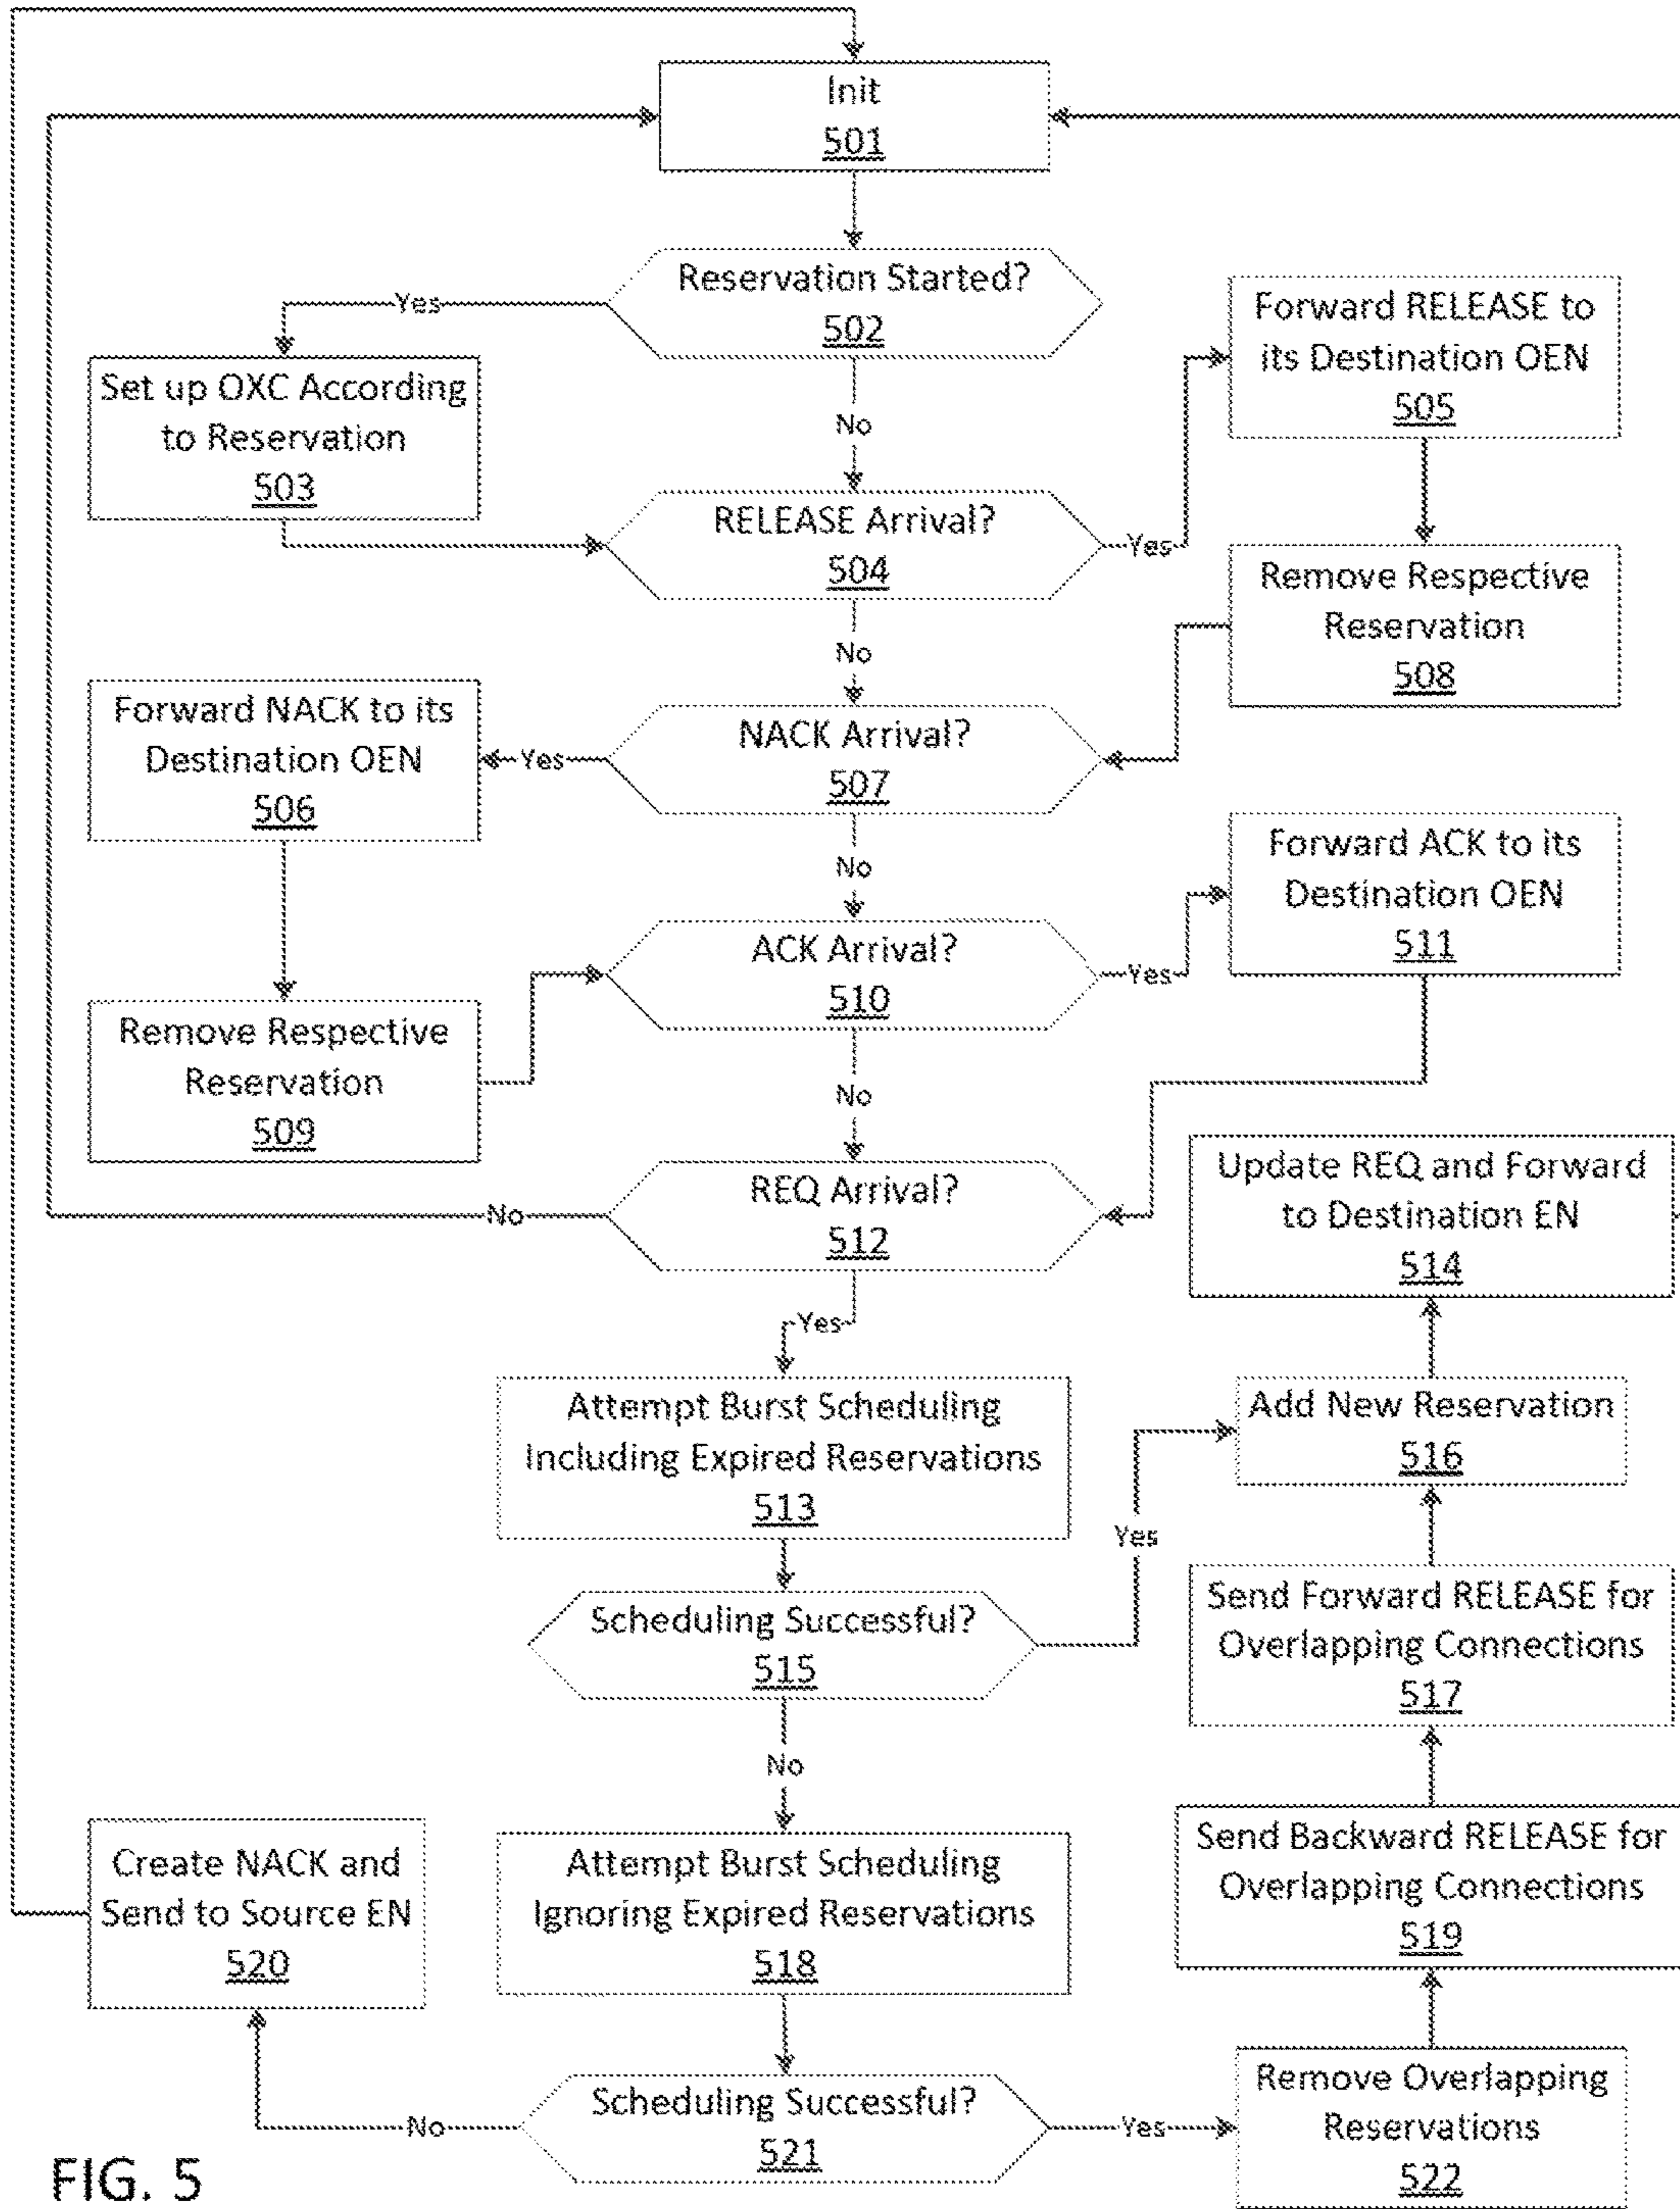 Init
501
Reservation Started?
502
Yes
No
Set up OXC According
to Reservation
503
Forward RELEASE to
its Destination OEN
505
RELEASE Arrival?
504
Yes
No
Remove Respective
Reservation
508
Forward NACK to its
Destination OEN
506
NACK Arrival?
507
Yes
No
Forward ACK to its
Destination OEN
511
ACK Arrival?
510
Yes
No
Remove Respective
Reservation
509
REQ Arrival?
512
No
Yes
Update REQ and Forward
to Destination EN
514
Attempt Burst Scheduling
Including Expired Reservations
513
Add New Reservation
516
Yes
Scheduling Successful?
515
No
Send Forward RELEASE for
Overlapping Connections
517
Create NACK and
Send to Source EN
520
Attempt Burst Scheduling
Ignoring Expired Reservations
518
Send Backward RELEASE for
Overlapping Connections
519
Scheduling Successful?
521
No
Yes
Remove Overlapping
Reservations
522
FIG. 5